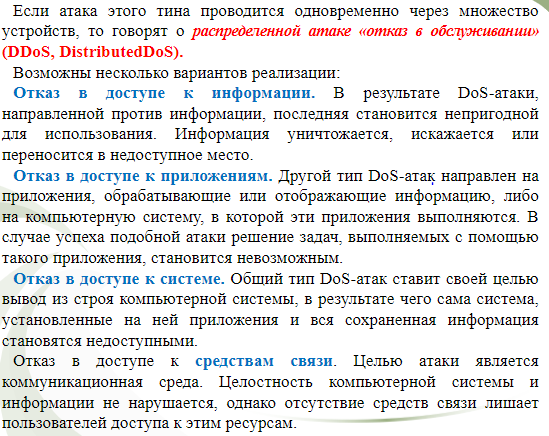 Если атака этого тина проводится одновременно через множество
устройств, то говорят о распределенной атаке «отказ в обслуживании»
(DDoS, DistributedDoS).
Возможны несколько вариантов реализации:
Отказ в доступе к информации. В результате DoS-атаки,
направленной против информации, последняя становится непригодной
для использования. Информация уничтожается, искажается или
переносится в недоступное место.
Отказ в доступе к приложениям. Другой тип DoS-атак направлен на
приложения, обрабатывающие или отображающие информацию, либо
на компьютерную систему, в которой эти приложения выполняются. В
случае успеха подобной атаки решение задач, выполняемых с помощью
такого приложения, становится невозможным.
Отказ в доступе к системе. Общий тип DoS-атак ставит своей целью
вывод из строя компьютерной системы, в результате чего сама система,
установленные на ней приложения и вся сохраненная информация
становятся недоступными.
Отказ в доступе к средствам связи. Целью атаки является
коммуникационная среда. Целостность компьютерной системы и
информации не нарушается, однако отсутствие средств связи лишает
пользователей доступа к этим ресурсам.